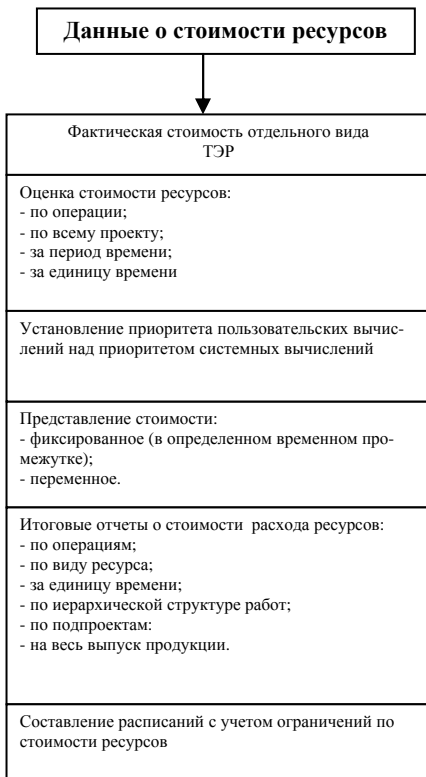 Данные о стоимости ресурсов
Фактическая стоимость отдельного вида
ТЭР
Оценка стоимости ресурсов:
- по операции;
- по всему проекту;
- за период времени;
- за единицу времени
Установление приоритета пользовательских вычис-
лений над приоритетом системных вычислений
Представление стоимости:
- фиксированное (в определенном временном про-
межутке);
- переменное.
Итоговые отчеты о стоимости расхода ресурсов:
- по операциям;
- по виду ресурса;
- за единицу времени;
- по иерархической структуре работ;
- по подпроектам:
- на весь выпуск продукции.
Составление расписаний с учетом ограничений по
стоимости ресурсов